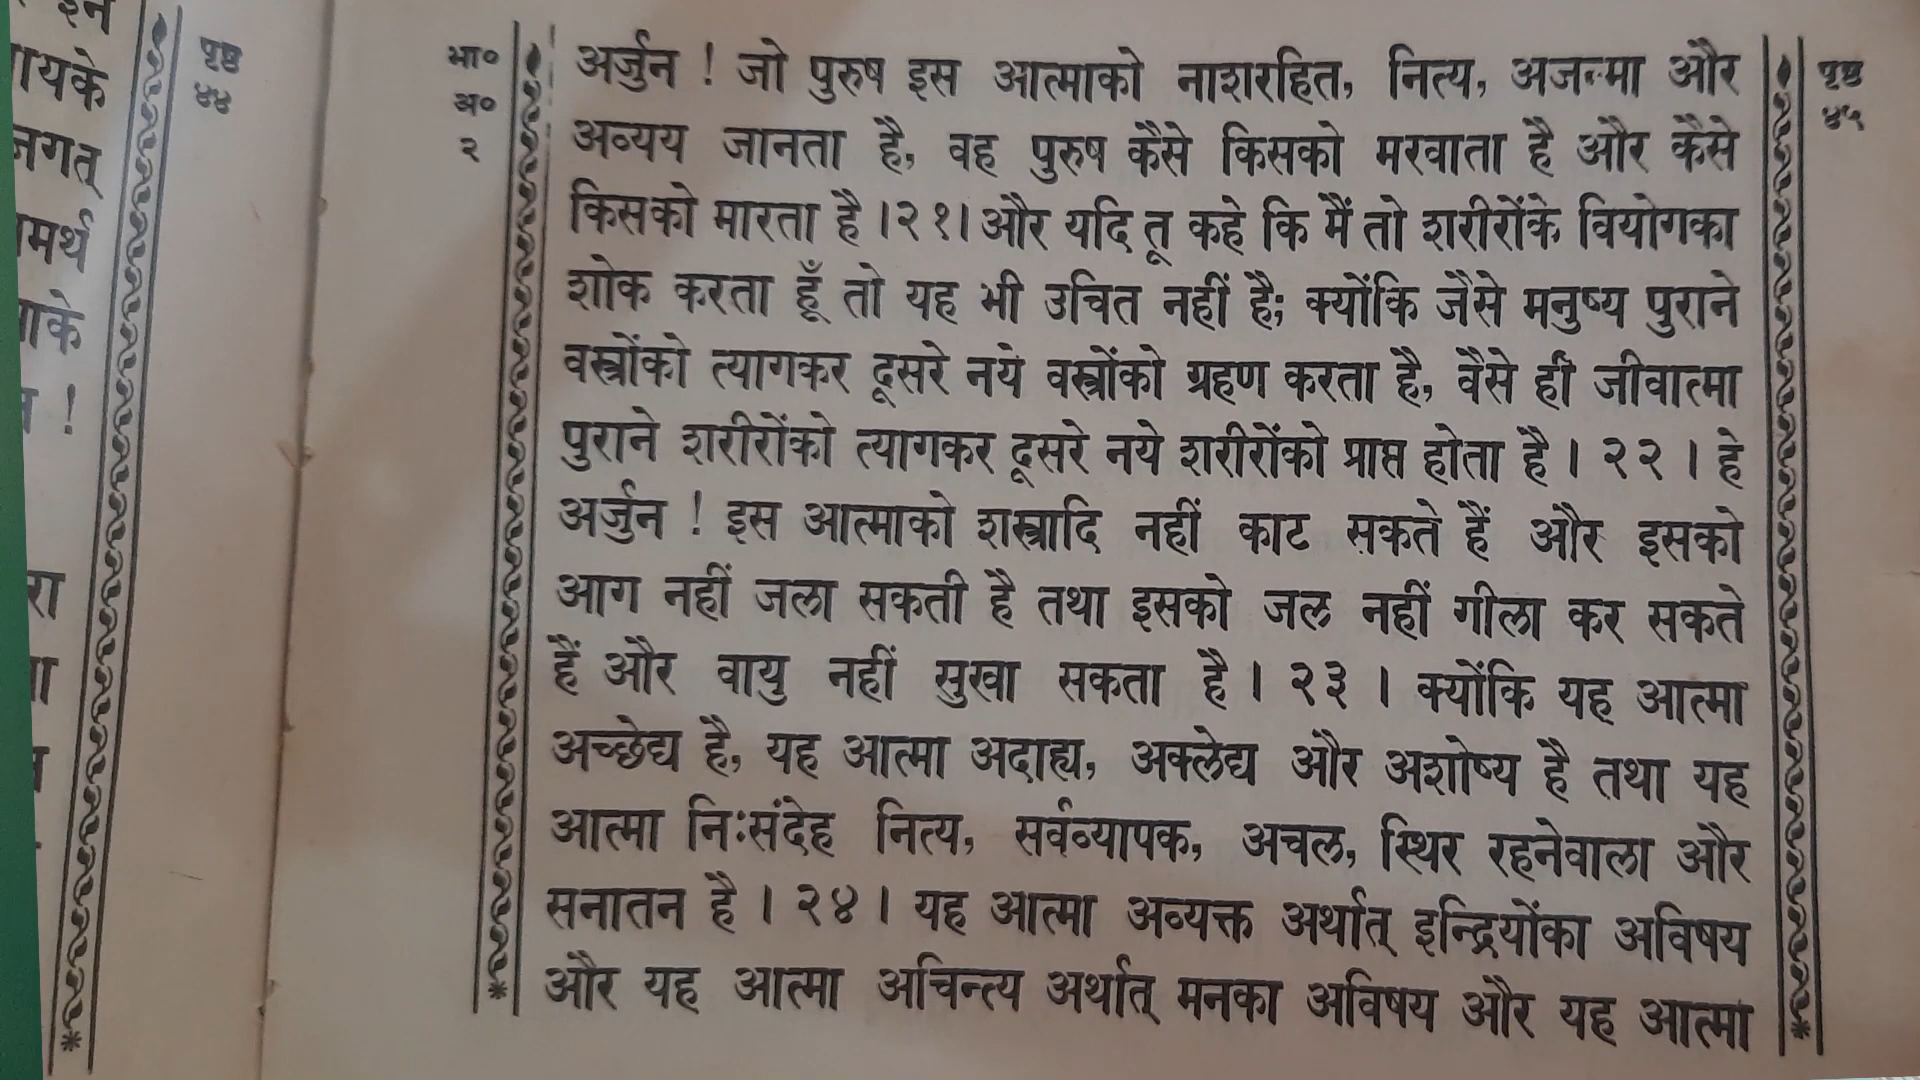 यके
जगत्
मर्थ
के
!
रा
पृष्ठ
४४
भा०
अ०
२
अर्जुन ! जो पुरुष इस आत्माको नाशरहित, नित्य, अजन्मा और
अव्यय जानता है, वह पुरुष कैसे किसको मरवाता है और कैसे
किसको मारता है ।२१। और यदि तू कहे कि मैं तो शरीरोंके वियोगका
शोक करता हूँ तो यह भी उचित नहीं है; क्योंकि जैसे मनुष्य पुराने
वस्त्रोंको त्यागकर दूसरे नये वस्त्रोंको ग्रहण करता है, वैसे ही जीवात्मा
पुराने शरीरोंको त्यागकर दूसरे नये शरीरोंको प्राप्त होता है । २२ । हे
अर्जुन ! इस आत्माको शस्त्रादि नहीं काट सकते हैं और इसको
आग नहीं जला सकती है तथा इसको जल नहीं गीला कर सकते
हैं और वायु नहीं सुखा सकता है । २३ । क्योंकि यह आत्मा
अच्छेद्य है, यह आत्मा अदाह्य, अक्लेद्य और अशोष्य है तथा यह
आत्मा निःसंदेह नित्य, सर्वव्यापक, अचल, स्थिर रहनेवाला और
सनातन है । २४ । यह आत्मा अव्यक्त अर्थात् इन्द्रियोंका अविषय
और यह आत्मा अचिन्त्य अर्थात् मनका अविषय और यह आत्मा
पृष्ठ
४५